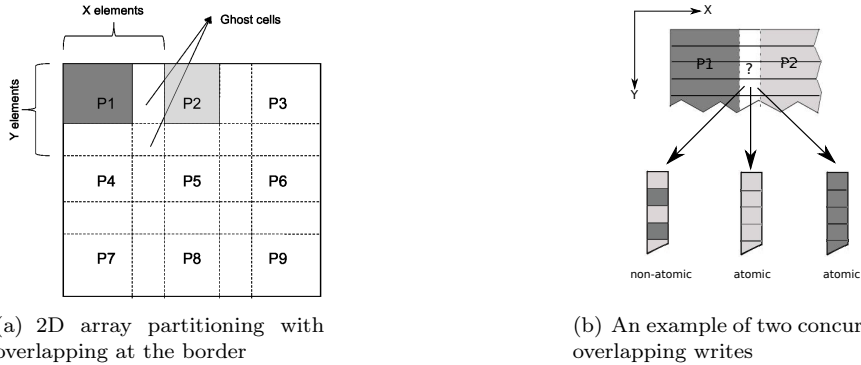 X elements
Ghost cells
Y elements
P1 P2 P3
P4 P5 P6
P7 P8 P9
X
P1 ? P2
Y
non-atomic atomic atomic
(a) 2D array partitioning with
overlapping at the border
(b) An example of two concur
overlapping writes